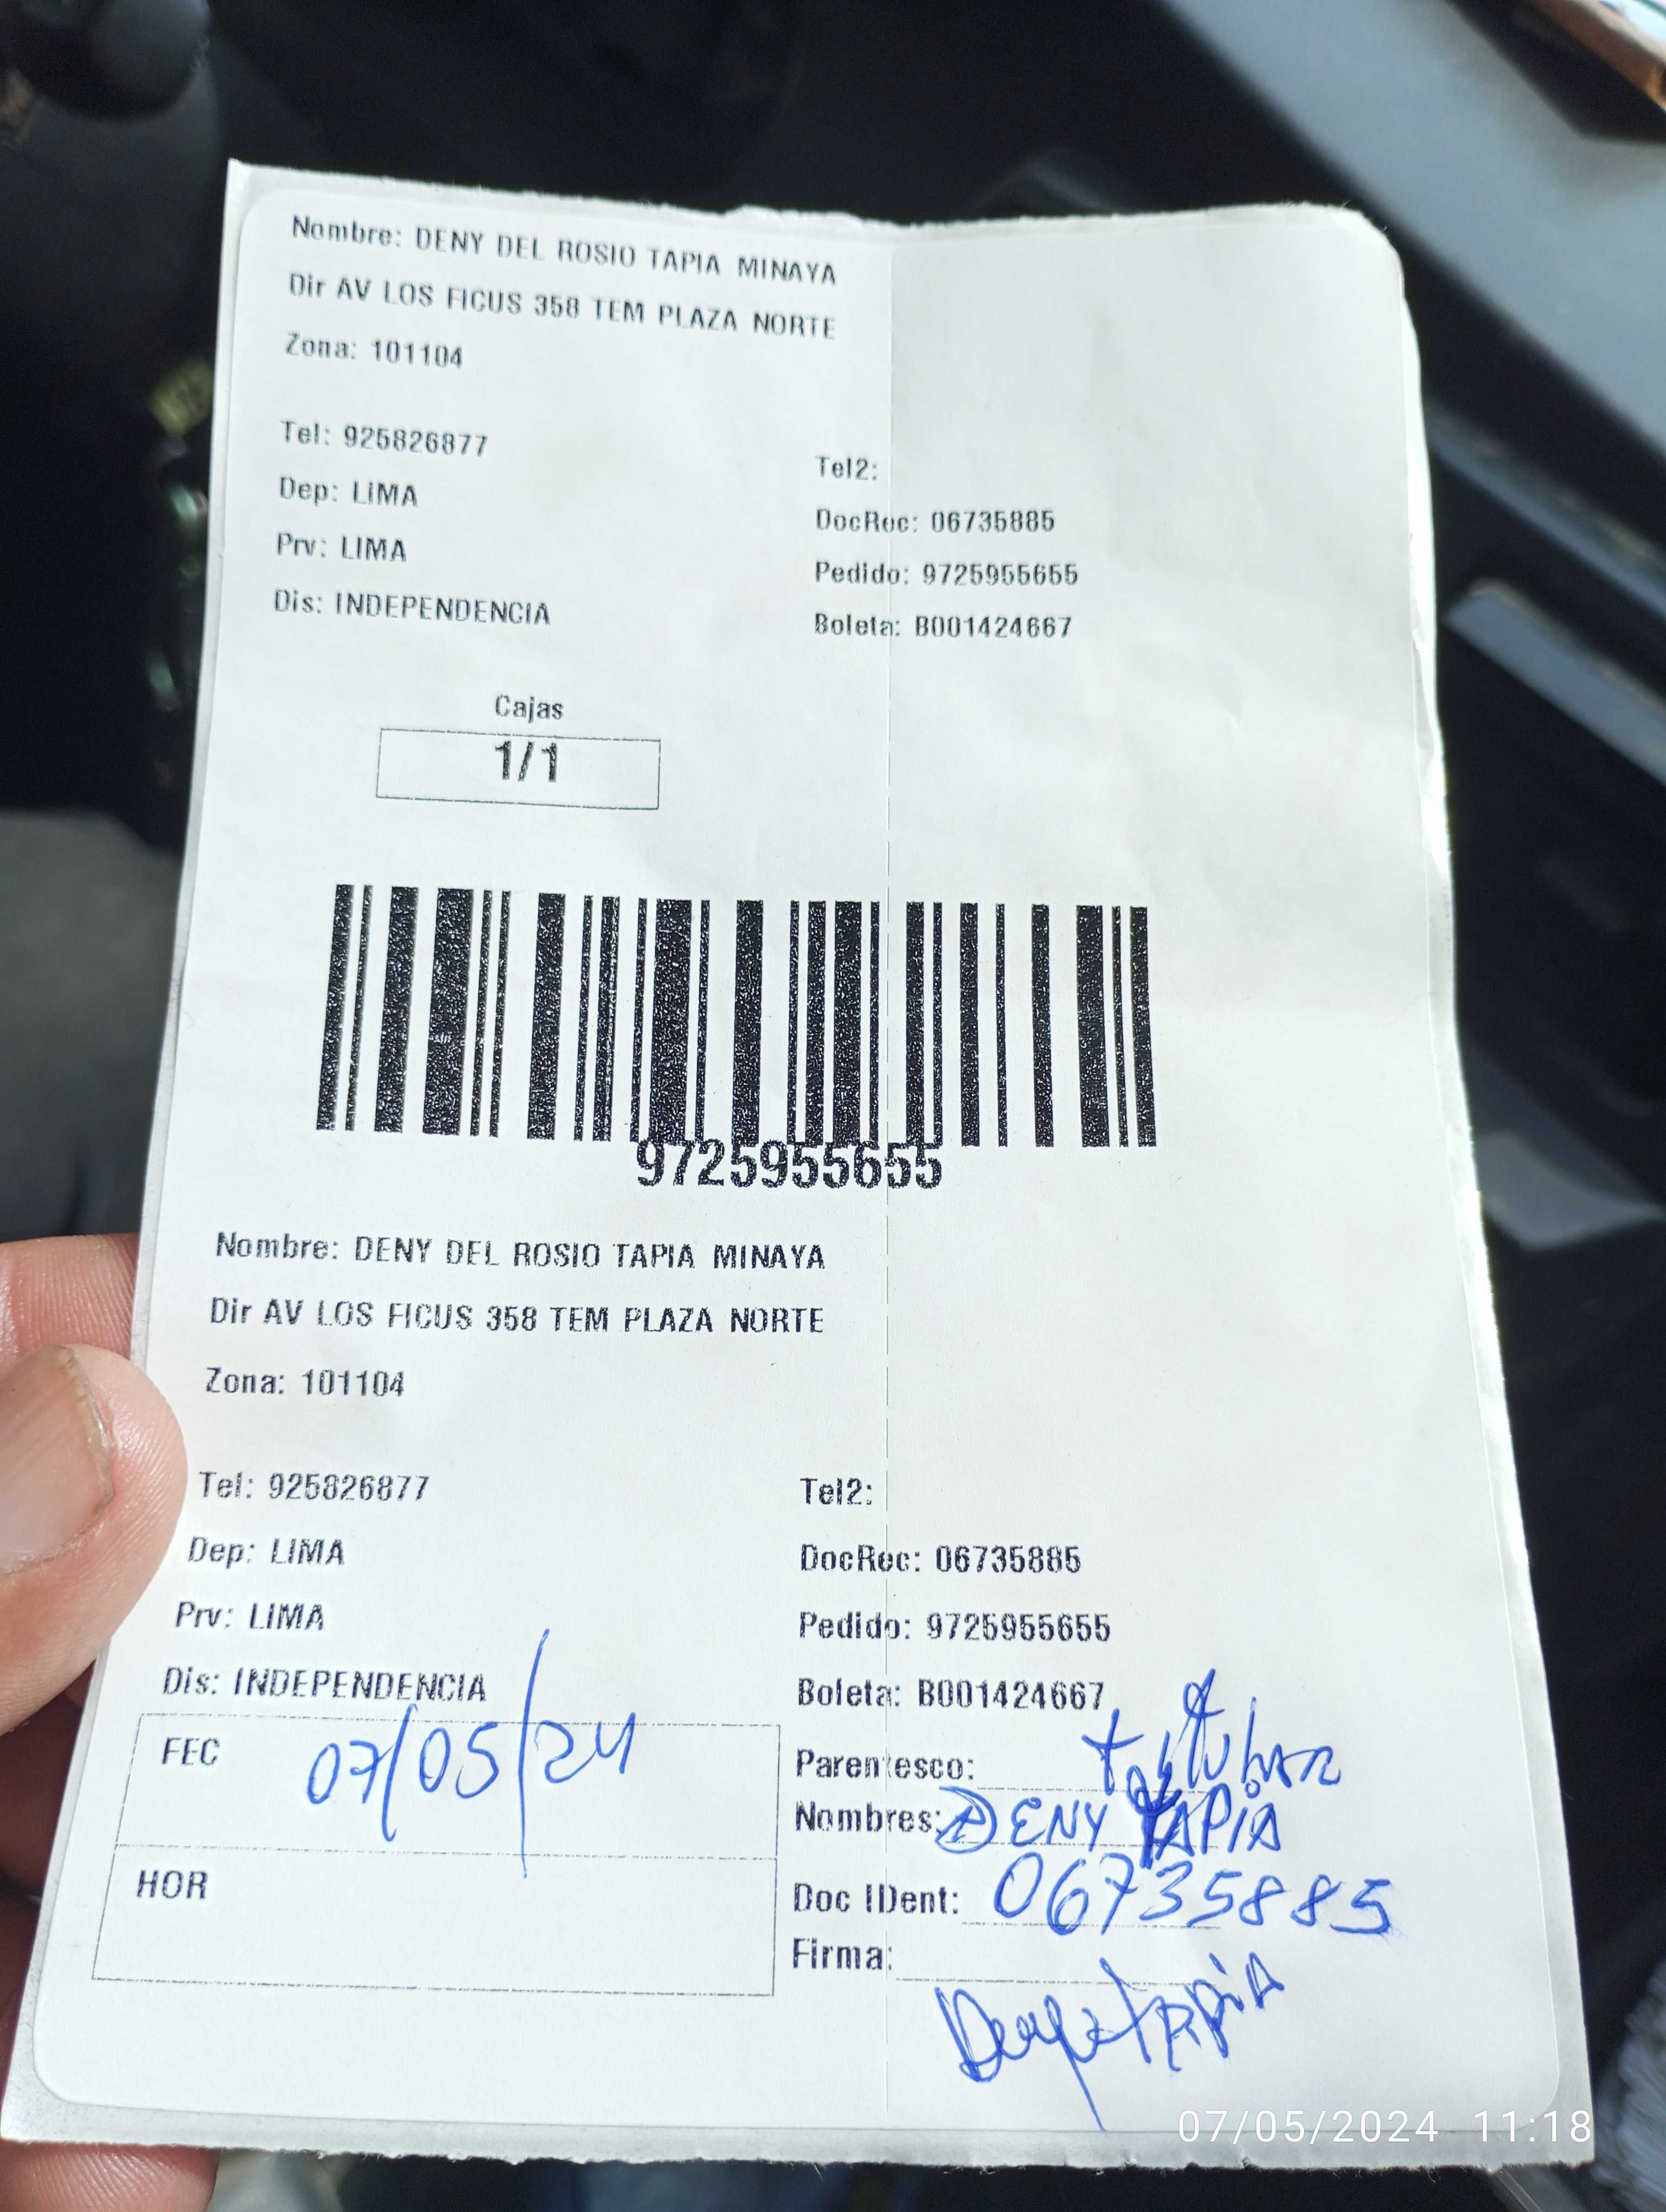 Nombre: DENY DEL ROSIO TAPIA MINAYA
Dir AV LOS FICUS 358 TEM PLAZA NORTE
Zona: 101104
Tel: 925826877
Tel2:
Dep: LIMA
DocRec: 06735885
Prv: LIMA
Pedido: 9725955655
Dis: INDEPENDENCIA
Boleta: B001424667
Cajas
1/1
9725955655
Nombre: DENY DEL ROSIO TAPIA MINAYA
Dir AV LOS FICUS 358 TEM PLAZA NORTE
Zona: 101104
Tel: 925826877
Tel2:
Dep: LIMA
DocRec: 06735885
Prv: LIMA
Pedido: 9725955655
Dis: INDEPENDENCIA
Boleta: B001424667
FEC 07/05/24
HOR
Parentesco:
Nombres: DENY TAPIA
Doc IDent: 06735885
Firma: Deny Tapia
07/05/2024 11:18